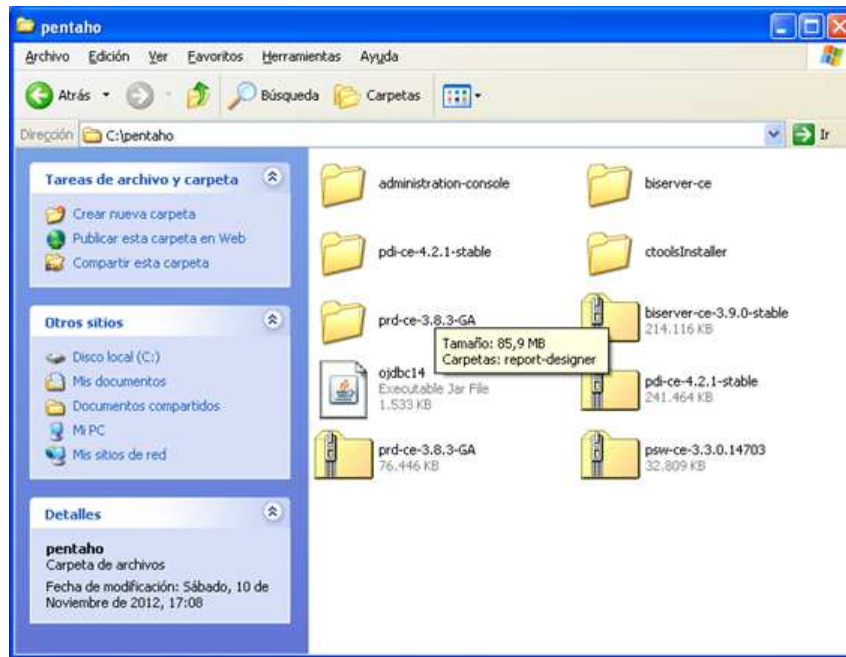 pentaho
Archivo Edición Ver Favoritos Herramientas Ayuda
Atrás Búsqueda Carpetas
Dirección C:\pentaho Ir
Tareas de archivo y carpeta
Crear nueva carpeta
Publicar esta carpeta en Web
Compartir esta carpeta
Otros sitios
Disco local (C:)
Mis documentos
Documentos compartidos
Mi PC
Mis sitios de red
Detalles
pentaho
Carpeta de archivos
Fecha de modificación: Sábado, 10 de
Noviembre de 2012, 17:08
administration-console
biserver-ce
pdi-ce-4.2.1-stable
ctoolsInstaller
prd-ce-3.8.3-GA
biserver-ce-3.9.0-stable
214.116 KB
Tamaño: 85,9 MB
Carpetas: report-designer
ojdbc14
Executable Jar File
1.533 KB
pdi-ce-4.2.1-stable
241.464 KB
prd-ce-3.8.3-GA
76.446 KB
psw-ce-3.3.0.14703
32.809 KB